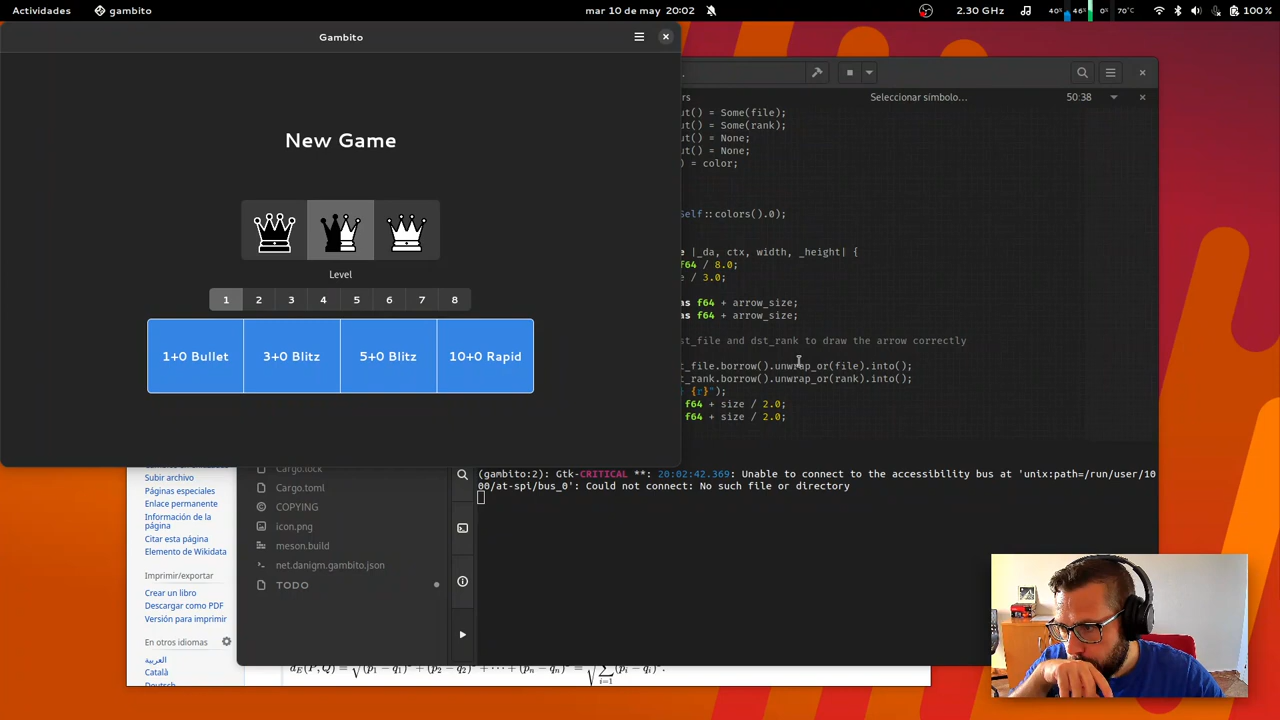 Actividades
gambito
mar 10 de may 20:02
40%
46%
0%
70°C
2.30 GHz
100 %
Gambito
New Game
Level
1 2 3 4 5 6 7 8
1+0 Bullet
3+0 Blitz
5+0 Blitz
10+0 Rapid
Seleccionar símbolo…
50:38
ut() = Some(file);
ut() = Some(rank);
ut() = None;
ut() = None;
) = color;
Self::colors().0);
e |_da, ctx, width, _height| {
f64 / 8.0;
e / 3.0;
as f64 + arrow_size;
as f64 + arrow_size;
st_file and dst_rank to draw the arrow correctly
t_file.borrow().unwrap_or(file).into();
t_rank.borrow().unwrap_or(rank).into();
} {r}");
f64 + size / 2.0;
f64 + size / 2.0;
(gambito:2): Gtk-CRITICAL **: 20:02:42.369: Unable to connect to the accessibility bus at 'unix:path=/run/user/10
00/at-spi/bus_0': Could not connect: No such file or directory
Cargo.lock
Cargo.toml
COPYING
icon.png
meson.build
net.danigm.gambito.json
TODO
Subir archivo
Páginas especiales
Enlace permanente
Información de la
página
Citar esta página
Elemento de Wikidata
Imprimir/exportar
Crear un libro
Descargar como PDF
Versión para imprimir
En otros idiomas
العربية
Català
Deutsch